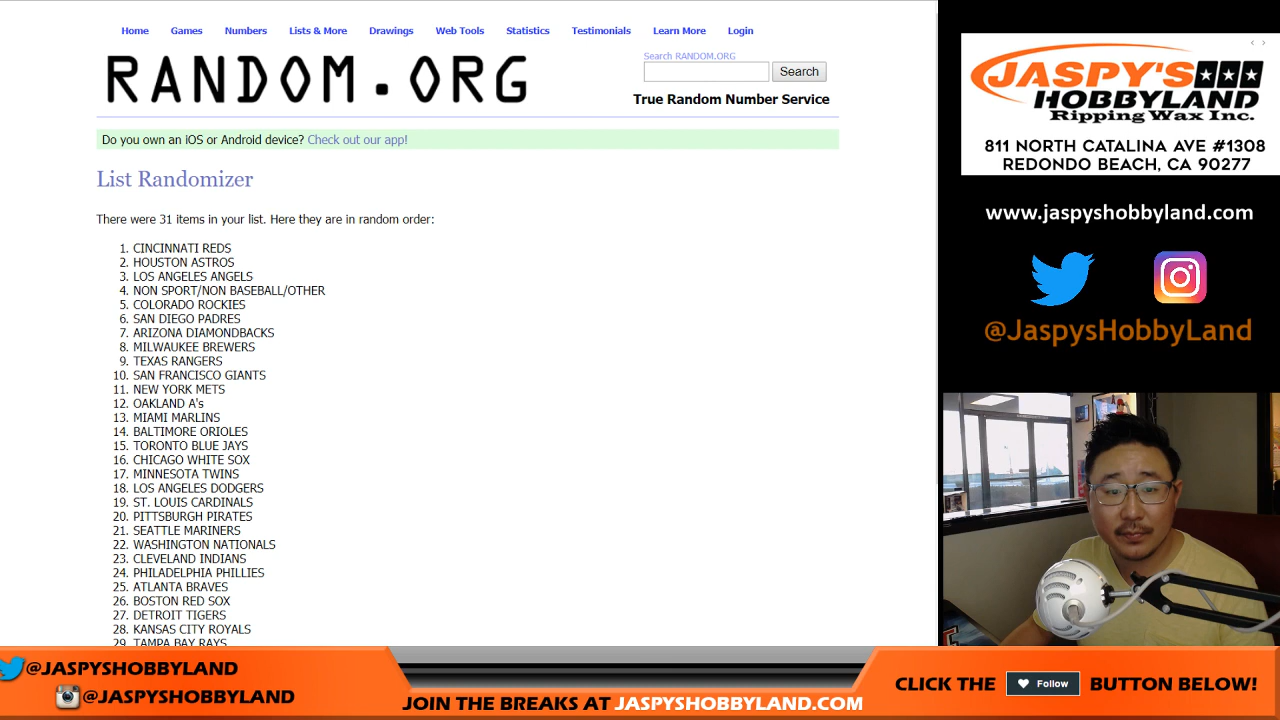 Home Games Numbers Lists & More Drawings Web Tools Statistics Testimonials Learn More Login
RANDOM.ORG
Search RANDOM.ORG
Search
True Random Number Service
Do you own an iOS or Android device? Check out our app!
List Randomizer
There were 31 items in your list. Here they are in random order:
1. CINCINNATI REDS
2. HOUSTON ASTROS
3. LOS ANGELES ANGELS
4. NON SPORT/NON BASEBALL/OTHER
5. COLORADO ROCKIES
6. SAN DIEGO PADRES
7. ARIZONA DIAMONDBACKS
8. MILWAUKEE BREWERS
9. TEXAS RANGERS
10. SAN FRANCISCO GIANTS
11. NEW YORK METS
12. OAKLAND A's
13. MIAMI MARLINS
14. BALTIMORE ORIOLES
15. TORONTO BLUE JAYS
16. CHICAGO WHITE SOX
17. MINNESOTA TWINS
18. LOS ANGELES DODGERS
19. ST. LOUIS CARDINALS
20. PITTSBURGH PIRATES
21. SEATTLE MARINERS
22. WASHINGTON NATIONALS
23. CLEVELAND INDIANS
24. PHILADELPHIA PHILLIES
25. ATLANTA BRAVES
26. BOSTON RED SOX
27. DETROIT TIGERS
28. KANSAS CITY ROYALS
29. TAMPA BAY RAYS
JASPY'S
HOBBYLAND
Ripping Wax Inc.
811 NORTH CATALINA AVE #1308
REDONDO BEACH, CA 90277
www.jaspyshobbyland.com
@JaspysHobbyLand
@JASPYSHOBBYLAND
@JASPYSHOBBYLAND
JOIN THE BREAKS AT JASPYSHOBBYLAND.COM
CLICK THE Follow BUTTON BELOW!